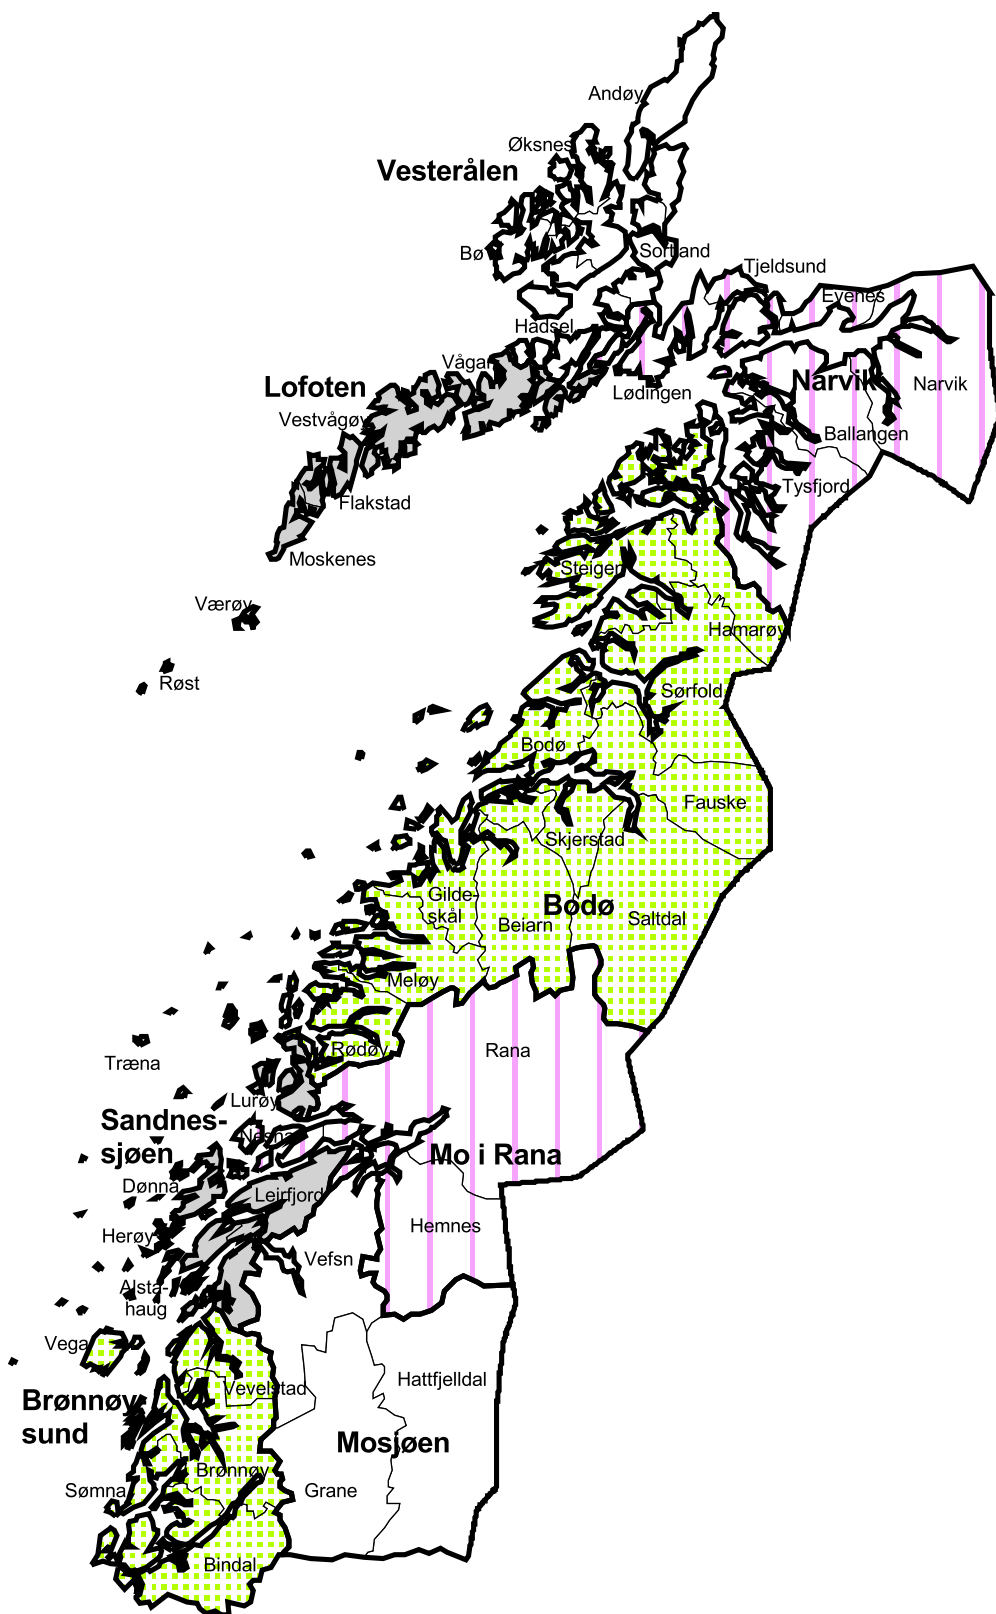 Andøy
Øksnes
Vesterålen
Bø
Sortland
Tjeldsund
Evenes
Hadsel
Vågan
Lofoten
Narvik
Narvik
Lødingen
Vestvågøy
Ballangen
Tysfjord
Flakstad
Moskenes
Steigen
Værøy
Hamarøy
Røst
Sørfold
Bodø
Fauske
Skjerstad
Gilde-
skål
Bodø
Beiarn
Saltdal
Meløy
Rødøy
Rana
Træna
Lurøy
Sandnes-
sjøen
Nesna
Mo i Rana
Dønna
Leirfjord
Herøy
Hemnes
Vefsn
Alsta-
haug
Vega
Hattfjelldal
Vevelstad
Brønnøy-
sund
Mosjøen
Brønnøy
Sømna
Grane
Bindal